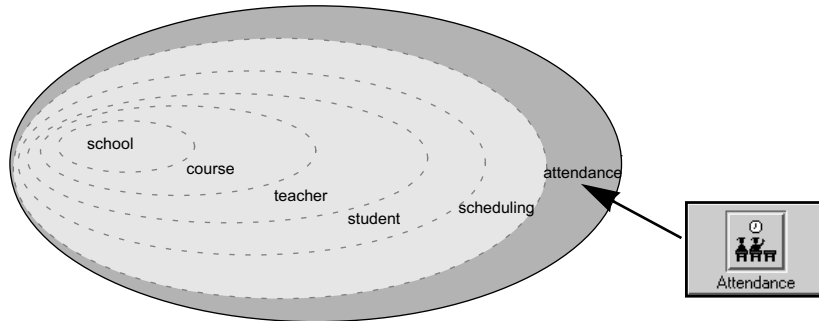 school
course
teacher
student
scheduling
attendance
Attendance